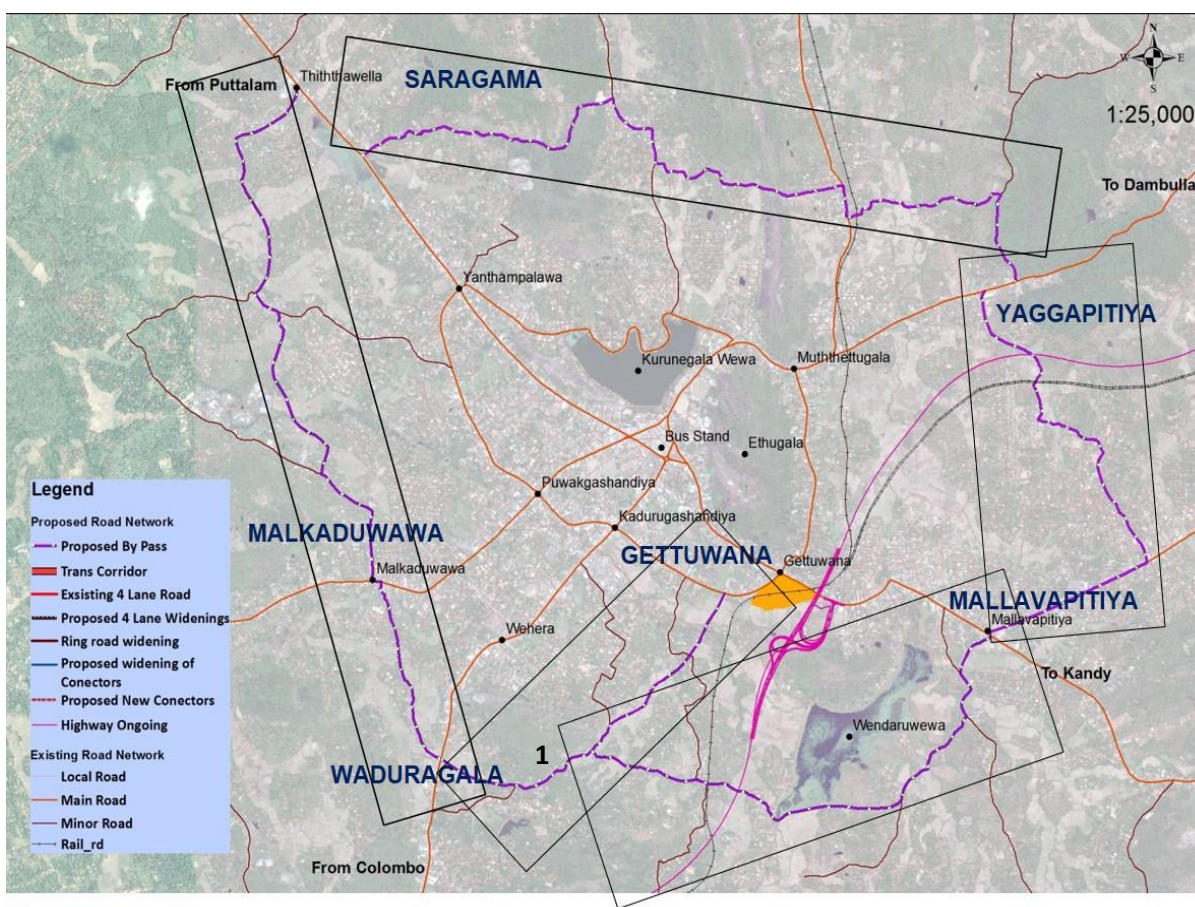 N
W E
S
SARAGAMA
From Puttalam
Thiththawella
1:25,000
To Dambulla
Yanthampalawa
YAGGAPITIYA
Kurunegala Wewa
Muththettugala
Bus Stand
Ethugala
Legend
Proposed Road Network
Proposed By Pass
Trans Corridor
Exsisting 4 Lane Road
Proposed 4 Lane Widenings
Ring road widening
Proposed widening of
Conectors
Proposed New Conectors
Highway Ongoing
Existing Road Network
Local Road
Main Road
Minor Road
Rail_rd
Puwakgashandiya
Kadurugashandiya
MALKADUWAWA
GETTUWANA
Gettuwana
Malkaduwawa
MALLAVAPITIYA
Mallavapitiya
Wehera
To Kandy
Wendaruwewa
1
WADURAGALA
From Colombo